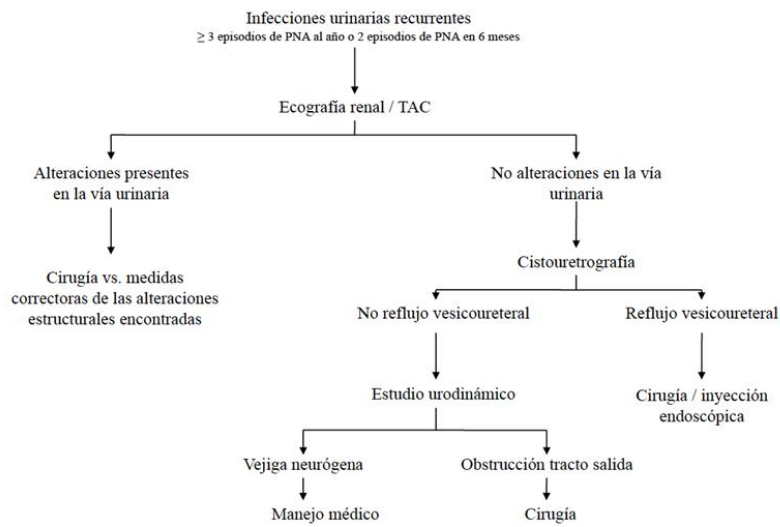 Infecciones urinarias recurrentes
≥ 3 episodios de PNA al año o 2 episodios de PNA en 6 meses
Ecografía renal / TAC
Alteraciones presentes
en la vía urinaria
No alteraciones en la vía
urinaria
Cirugía vs. medidas
correctoras de las alteraciones
estructurales encontradas
Cistouretrografía
No reflujo vesicoureteral
Reflujo vesicoureteral
Estudio urodinámico
Cirugía / inyección
endoscópica
Vejiga neurógena
Obstrucción tracto salida
Manejo médico
Cirugía